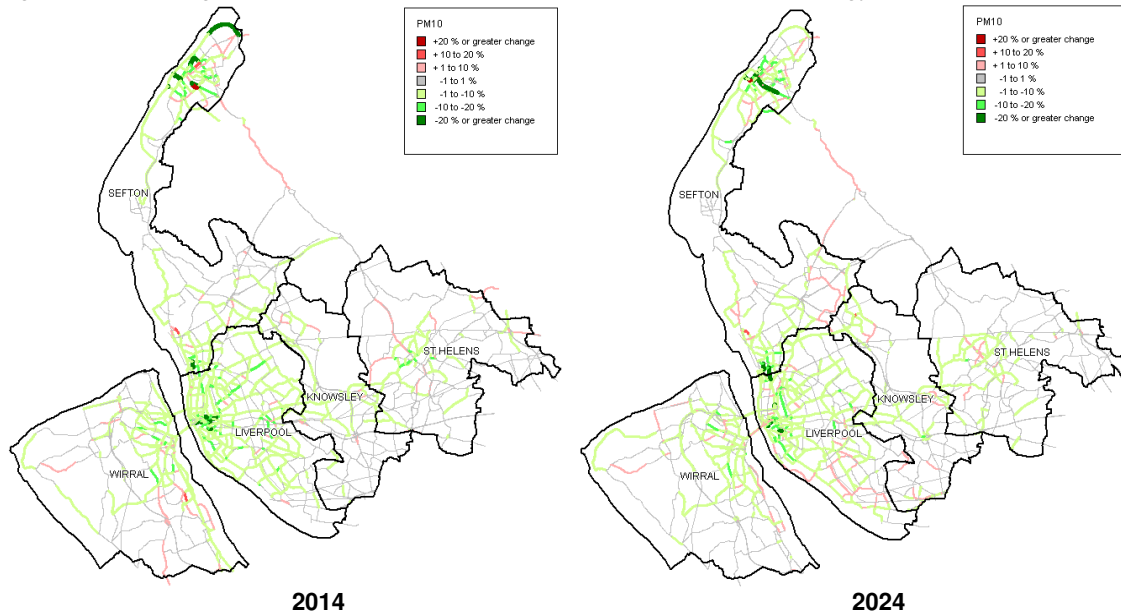 PM10
+20 % or greater change
+ 10 to 20 %
+ 1 to 10 %
-1 to 1 %
-1 to -10 %
-10 to -20 %
-20 % or greater change
SEFTON
ST HELENS
KNOWSLEY
LIVERPOOL
WIRRAL
2014
PM10
+20 % or greater change
+ 10 to 20 %
+ 1 to 10 %
-1 to 1 %
-1 to -10 %
-10 to -20 %
-20 % or greater change
SEFTON
ST HELENS
KNOWSLEY
LIVERPOOL
WIRRAL
2024